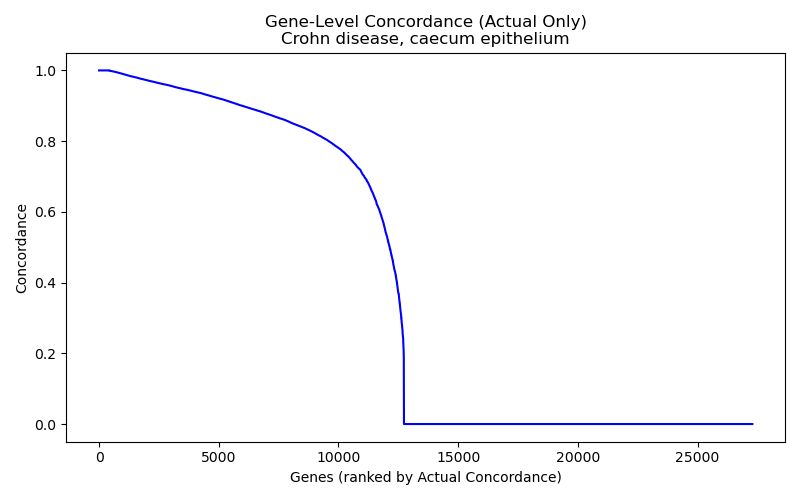 Gene-Level Concordance (Actual Only)
Crohn disease, caecum epithelium
Concordance
1.0
0.8
0.6
0.4
0.2
0.0
0 5000 10000 15000 20000 25000
Genes (ranked by Actual Concordance)